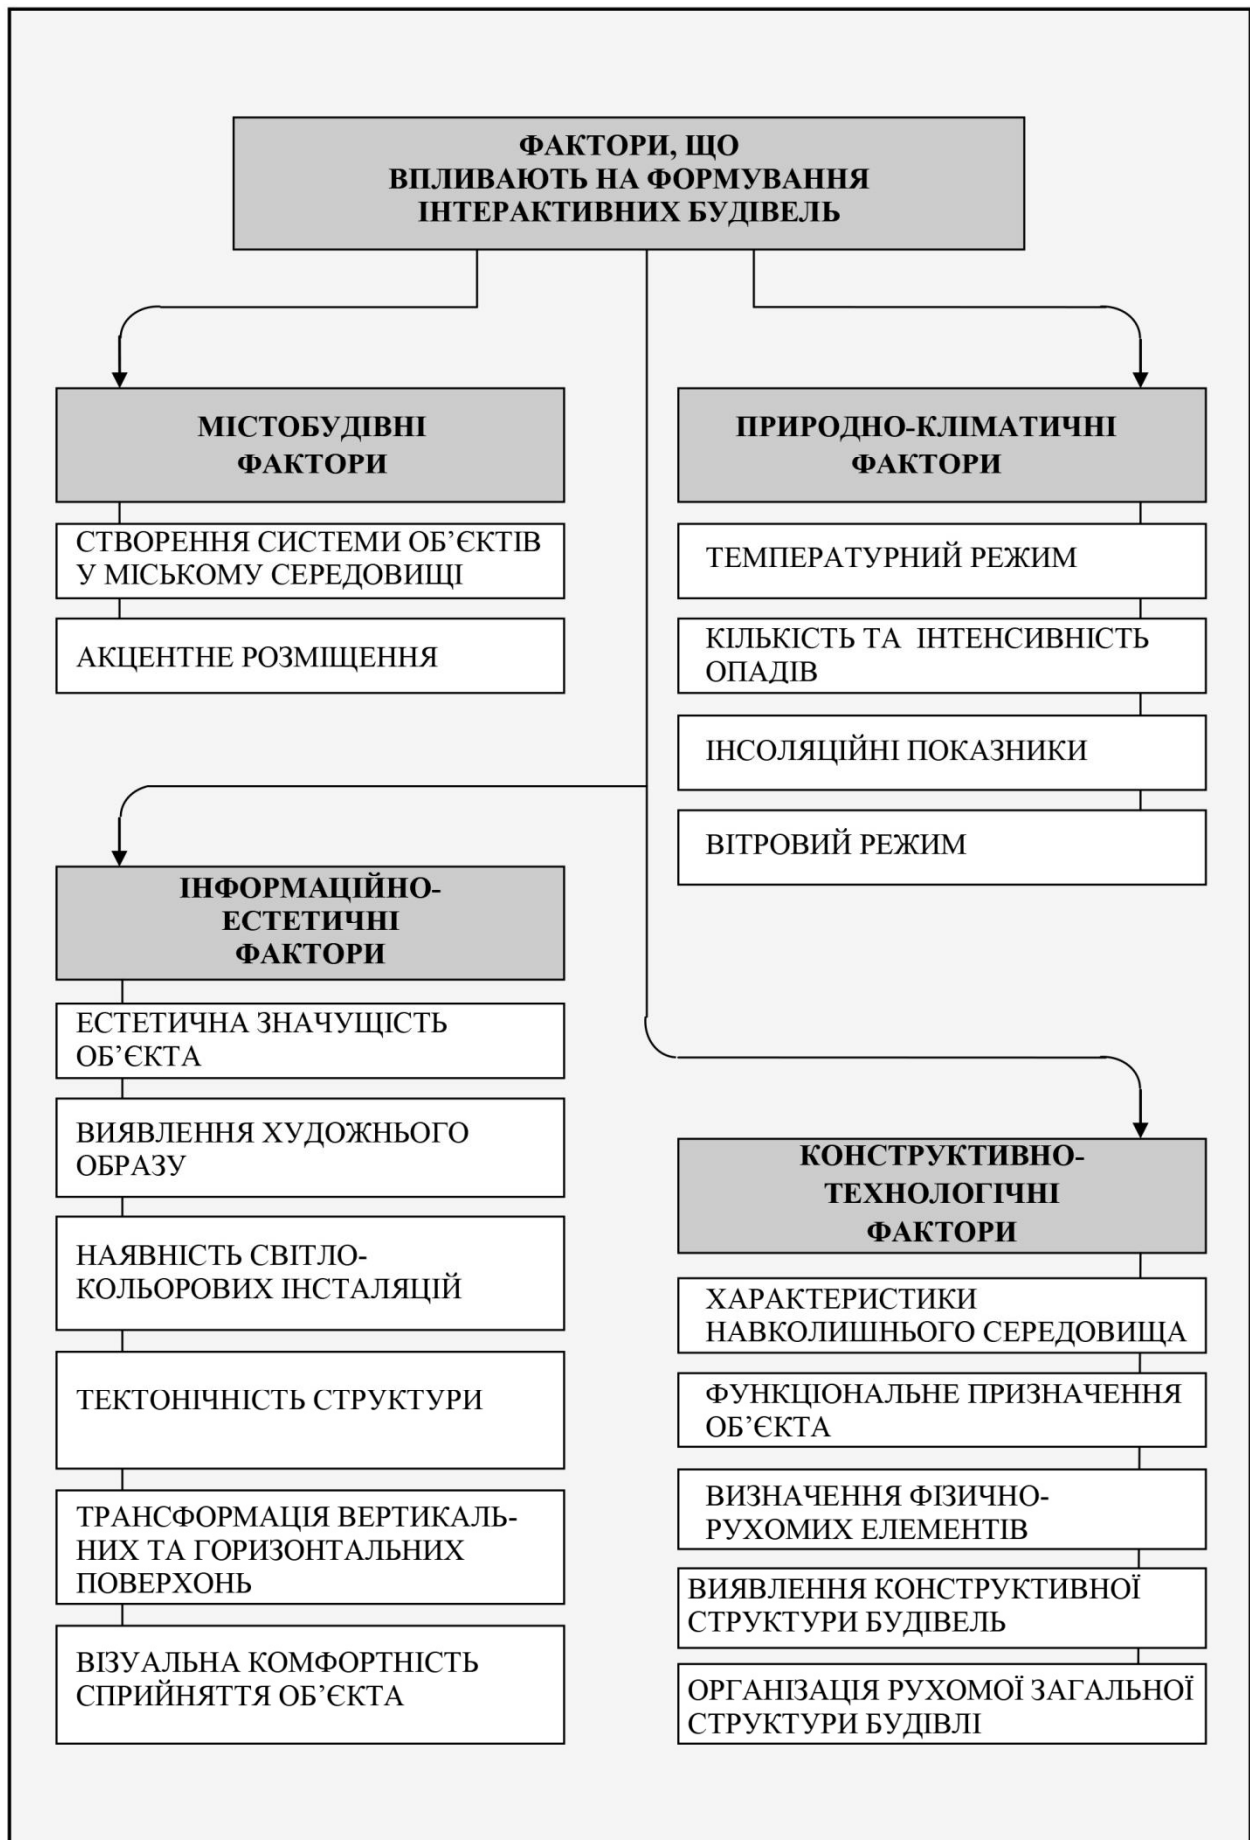 ФАКТОРИ, ЩО
ВПЛИВАЮТЬ НА ФОРМУВАННЯ
ІНТЕРАКТИВНИХ БУДІВЕЛЬ
МІСТОБУДІВНІ
ФАКТОРИ
СТВОРЕННЯ СИСТЕМИ ОБ’ЄКТІВ
У МІСЬКОМУ СЕРЕДОВИЩІ
АКЦЕНТНЕ РОЗМІЩЕННЯ
ПРИРОДНО-КЛІМАТИЧНІ
ФАКТОРИ
ТЕМПЕРАТУРНИЙ РЕЖИМ
КІЛЬКІСТЬ ТА ІНТЕНСИВНІСТЬ
ОПАДІВ
ІНСОЛЯЦІЙНІ ПОКАЗНИКИ
ВІТРОВИЙ РЕЖИМ
ІНФОРМАЦІЙНО-
ЕСТЕТИЧНІ
ФАКТОРИ
ЕСТЕТИЧНА ЗНАЧУЩІСТЬ
ОБ’ЄКТА
ВИЯВЛЕННЯ ХУДОЖНЬОГО
ОБРАЗУ
НАЯВНІСТЬ СВІТЛО-
КОЛЬОРОВИХ ІНСТАЛЯЦІЙ
ТЕКТОНІЧНІСТЬ СТРУКТУРИ
ТРАНСФОРМАЦІЯ ВЕРТИКАЛЬ-
НИХ ТА ГОРИЗОНТАЛЬНИХ
ПОВЕРХОНЬ
ВІЗУАЛЬНА КОМФОРТНІСТЬ
СПРИЙНЯТТЯ ОБ’ЄКТА
КОНСТРУКТИВНО-
ТЕХНОЛОГІЧНІ
ФАКТОРИ
ХАРАКТЕРИСТИКИ
НАВКОЛИШНЬОГО СЕРЕДОВИЩА
ФУНКЦІОНАЛЬНЕ ПРИЗНАЧЕННЯ
ОБ’ЄКТА
ВИЗНАЧЕННЯ ФІЗИЧНО-
РУХОМИХ ЕЛЕМЕНТІВ
ВИЯВЛЕННЯ КОНСТРУКТИВНОЇ
СТРУКТУРИ БУДІВЕЛЬ
ОРГАНІЗАЦІЯ РУХОМОЇ ЗАГАЛЬНОЇ
СТРУКТУРИ БУДІВЛІ